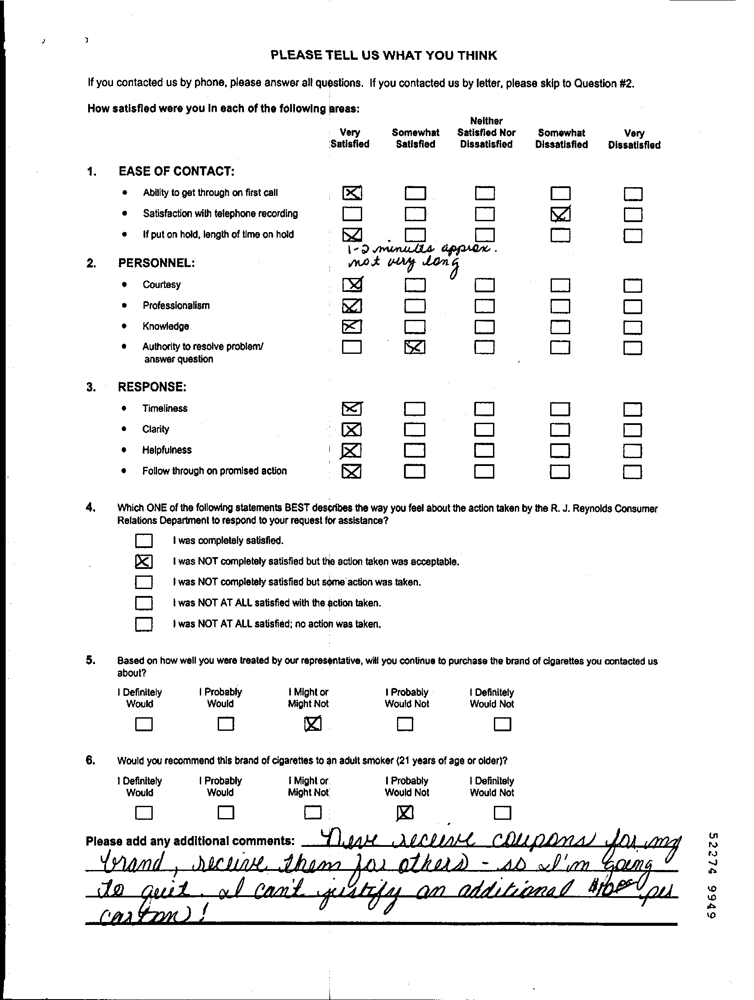 PLEASE TELL US WHAT YOU THINK
If you contacted us by phone, please answer all questions. If you contacted us by letter, please skip to Question #2.
How satisfied were you in each of the following areas:
Very Satisfied
Somewhat Satisfied
Neither Satisfied Nor Dissatisfied
Somewhat Dissatisfied
Very Dissatisfied
1. EASE OF CONTACT:
• Ability to get through on first call
• Satisfaction with telephone recording
• If put on hold, length of time on hold
1-2 minutes approx.
not very long
2. PERSONNEL:
• Courtesy
• Professionalism
• Knowledge
• Authority to resolve problem/
answer question
3. RESPONSE:
• Timeliness
• Clarity
• Helpfulness
• Follow through on promised action
4. Which ONE of the following statements BEST describes the way you feel about the action taken by the R. J. Reynolds Consumer
Relations Department to respond to your request for assistance?
I was completely satisfied.
I was NOT completely satisfied but the action taken was acceptable.
I was NOT completely satisfied but some action was taken.
I was NOT AT ALL satisfied with the action taken.
I was NOT AT ALL satisfied; no action was taken.
5. Based on how well you were treated by our representative, will you continue to purchase the brand of cigarettes you contacted us
about?
I Definitely Would
I Probably Would
I Might or Might Not
I Probably Would Not
I Definitely Would Not
6. Would you recommend this brand of cigarettes to an adult smoker (21 years of age or older)?
I Definitely Would
I Probably Would
I Might or Might Not
I Probably Would Not
I Definitely Would Not
Please add any additional comments: Never receive coupons for my
brand, receive them for others - so I'm going
to quit. I can't justify an additional per
carton!
52274 9949